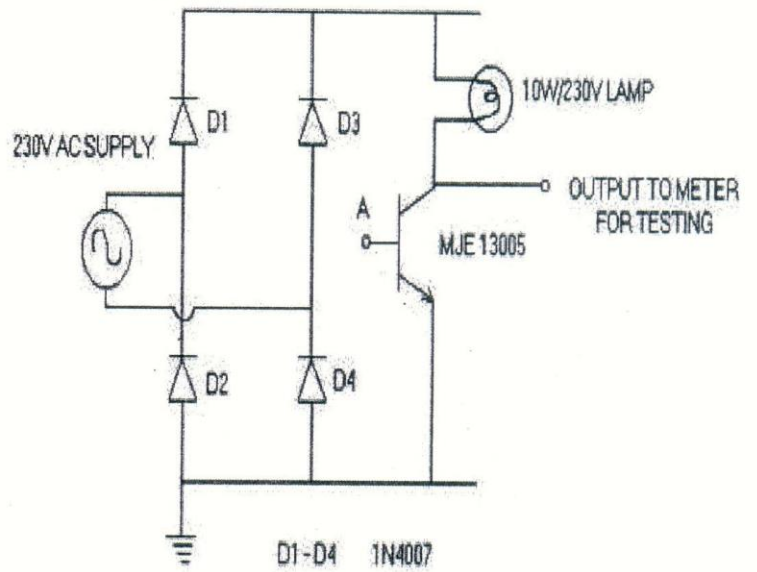 10W/230V LAMP
D1
D3
230V AC SUPPLY
OUTPUT TO METER
FOR TESTING
A
MJE 13005
D2
D4
D1-D4 1N4007